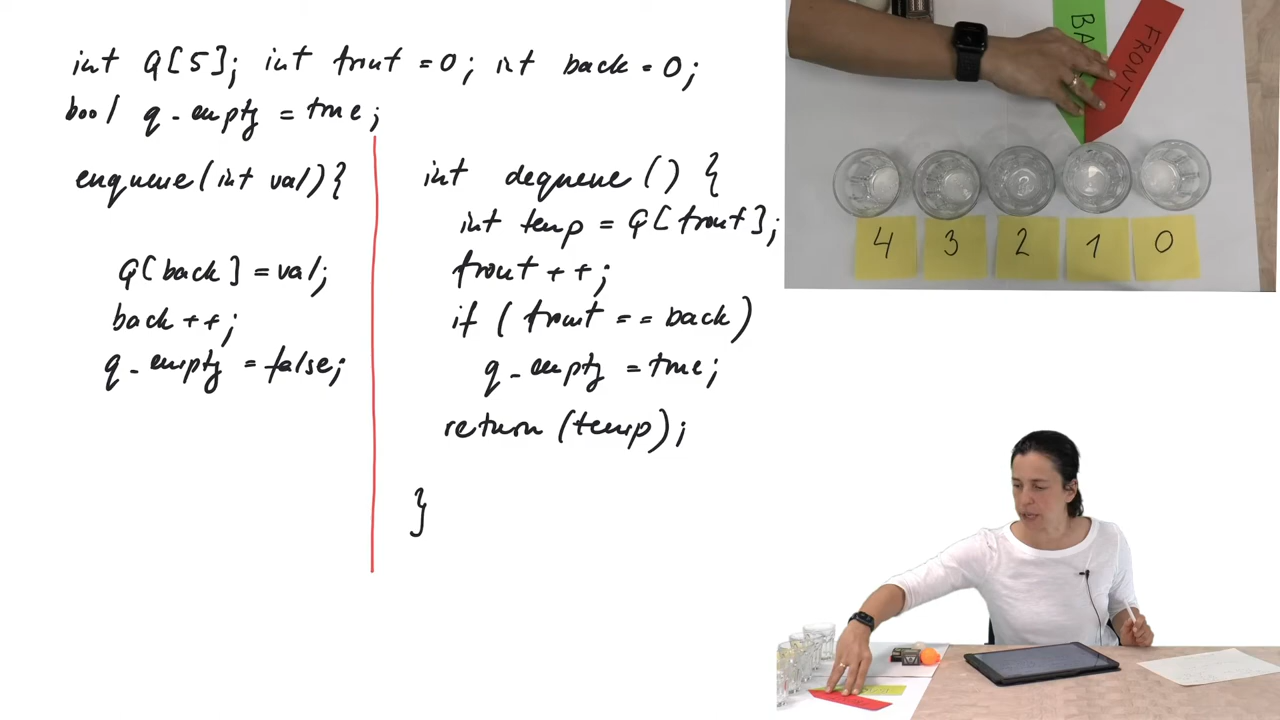 int Q[5]; int front = 0; int back = 0;
bool q_empty = true;
enqueue(int val){
Q[back] = val;
back++;
q_empty = false;
int dequeue () {
int temp = Q[front];
front++;
if (front == back)
q_empty = true;
return (temp);
}
BA
FRONT
4 3 2 1 0